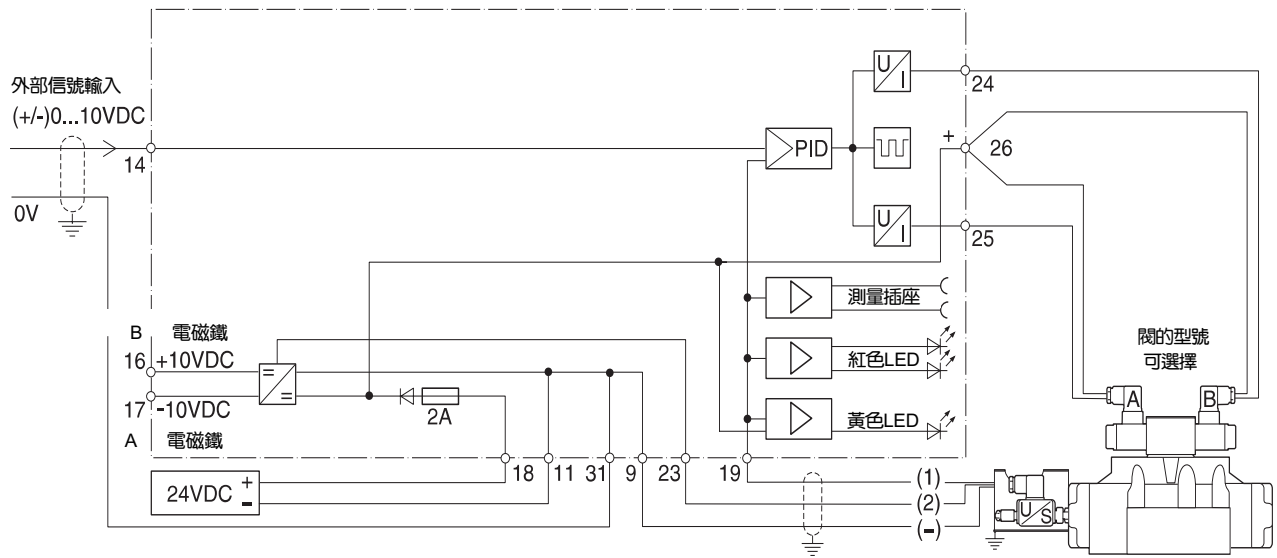 外部信號輸入
(+/-)0...10VDC
14
0V
B 電磁鐵
16 +10VDC
17 -10VDC
A 電磁鐵
=
=
2A
24VDC + -
18
11
31
9
23
19
PID
U
I
24
+
26
U
I
25
測量插座
紅色LED
黃色LED
(1)
(2)
(-)
閥的型號
可選擇
A
B
U
S